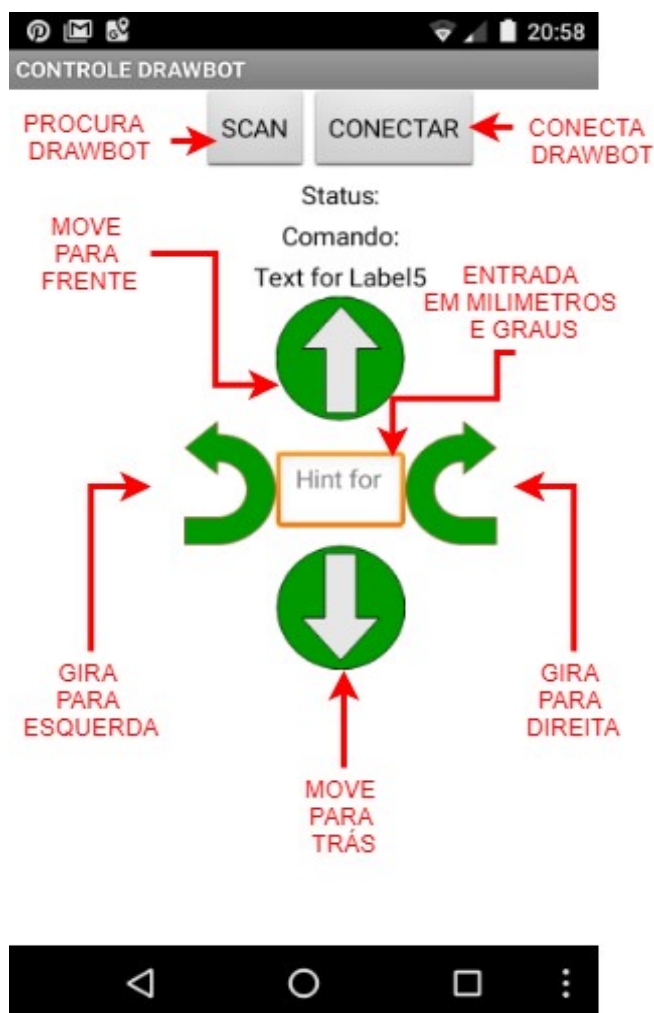 20:58
CONTROLE DRAWBOT
PROCURA
DRAWBOT
SCAN
CONECTAR
CONECTA
DRAWBOT
Status:
Comando:
Text for Label5
MOVE
PARA
FRENTE
ENTRADA
EM MILIMETROS
E GRAUS
Hint for
GIRA
PARA
ESQUERDA
GIRA
PARA
DIREITA
MOVE
PARA
TRÁS